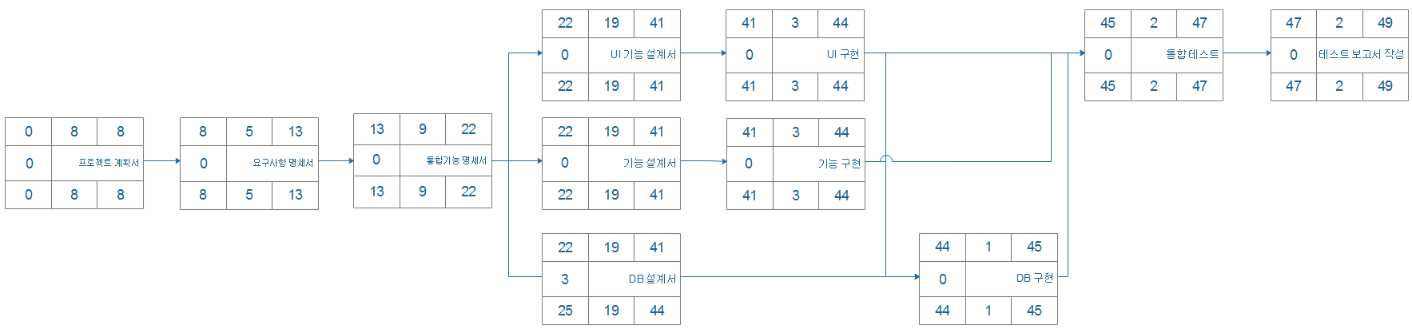 0 8 8
0 프로젝트 계획서
0 8 8
8 5 13
0 요구사항 명세서
8 5 13
13 9 22
0 통합기능 명세서
13 9 22
22 19 41
0 UI 기능 설계서
22 19 41
41 3 44
0 UI 구현
41 3 44
22 19 41
0 기능 설계서
22 19 41
41 3 44
0 기능 구현
41 3 44
22 19 41
3 DB 설계서
25 19 44
44 1 45
0 DB 구현
44 1 45
45 2 47
0 통합 테스트
45 2 47
47 2 49
0 테스트 보고서 작성
47 2 49